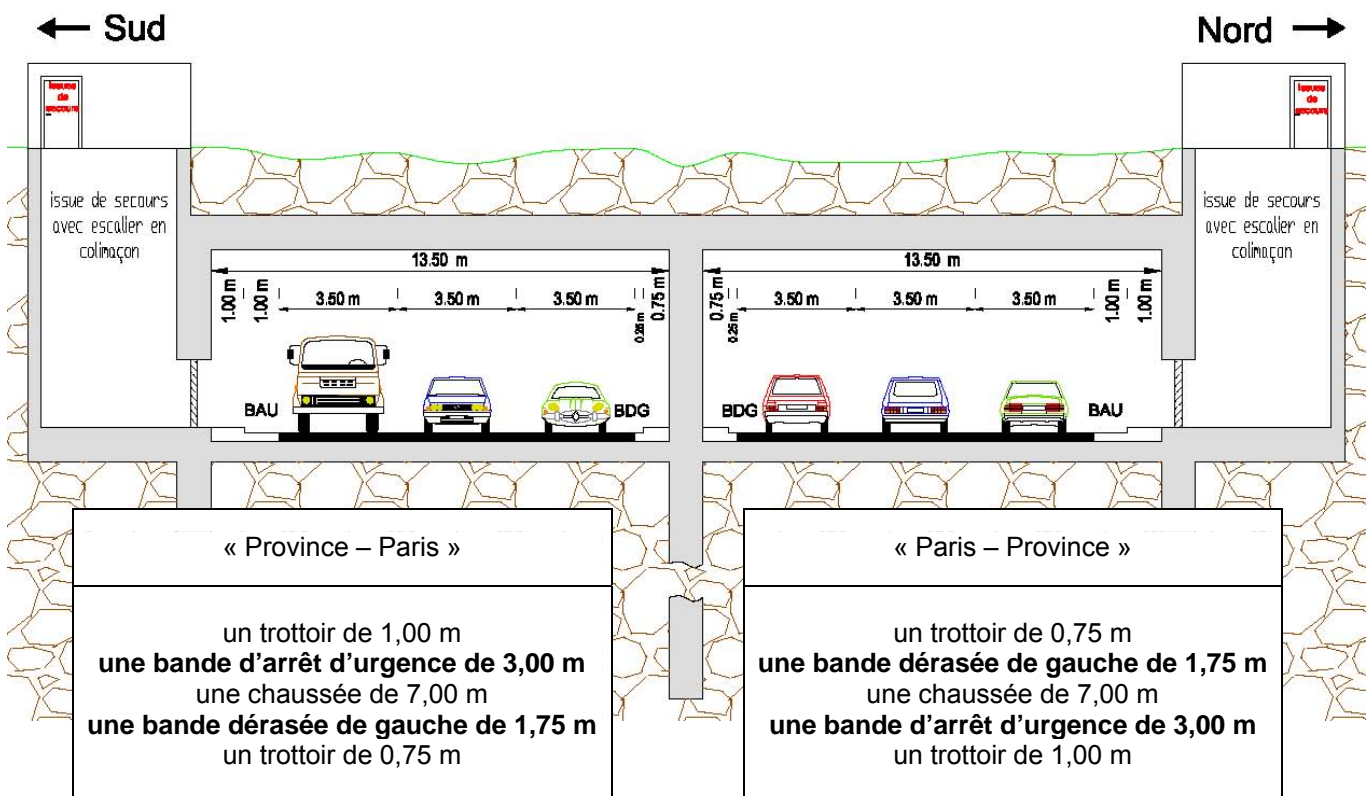 ← Sud
Nord →
issues
de
secours
issues
de
secours
issue de secours
avec escalier en
colimaçon
issue de secours
avec escalier en
colimaçon
13.50 m
13.50 m
1.00 m
1.00 m
3.50 m
3.50 m
3.50 m
0.25 m
0.75 m
0.75 m
0.25 m
3.50 m
3.50 m
3.50 m
1.00 m
1.00 m
BAU
BDG
BDG
BAU
« Province – Paris »
un trottoir de 1,00 m
une bande d'arrêt d'urgence de 3,00 m
une chaussée de 7,00 m
une bande dérasée de gauche de 1,75 m
un trottoir de 0,75 m
« Paris – Province »
un trottoir de 0,75 m
une bande dérasée de gauche de 1,75 m
une chaussée de 7,00 m
une bande d'arrêt d'urgence de 3,00 m
un trottoir de 1,00 m